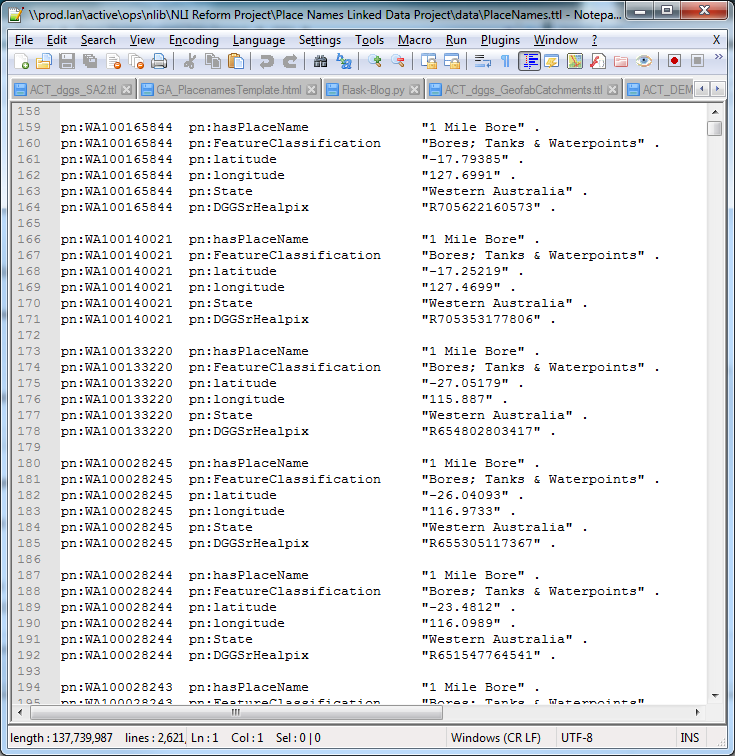 \\prod.lan\active\ops\nlib\NLI Reform Project\Place Names Linked Data Project\data\PlaceNames.ttl - Notepa...
File Edit Search View Encoding Language Settings Tools Macro Run Plugins Window ? X
ACT_dggs_SA2.ttl GA_PlacenamesTemplate.html Flask-Blog.py ACT_dggs_GeofabCatchments.ttl ACT_DEM
158
159 pn:WA100165844 pn:hasPlaceName "1 Mile Bore" .
160 pn:WA100165844 pn:FeatureClassification "Bores; Tanks & Waterpoints" .
161 pn:WA100165844 pn:latitude "-17.79385" .
162 pn:WA100165844 pn:longitude "127.6991" .
163 pn:WA100165844 pn:State "Western Australia" .
164 pn:WA100165844 pn:DGGSrHealpix "R705622160573" .
165
166 pn:WA100140021 pn:hasPlaceName "1 Mile Bore" .
167 pn:WA100140021 pn:FeatureClassification "Bores; Tanks & Waterpoints" .
168 pn:WA100140021 pn:latitude "-17.25219" .
169 pn:WA100140021 pn:longitude "127.4699" .
170 pn:WA100140021 pn:State "Western Australia" .
171 pn:WA100140021 pn:DGGSrHealpix "R705353177806" .
172
173 pn:WA100133220 pn:hasPlaceName "1 Mile Bore" .
174 pn:WA100133220 pn:FeatureClassification "Bores; Tanks & Waterpoints" .
175 pn:WA100133220 pn:latitude "-27.05179" .
176 pn:WA100133220 pn:longitude "115.887" .
177 pn:WA100133220 pn:State "Western Australia" .
178 pn:WA100133220 pn:DGGSrHealpix "R654802803417" .
179
180 pn:WA100028245 pn:hasPlaceName "1 Mile Bore" .
181 pn:WA100028245 pn:FeatureClassification "Bores; Tanks & Waterpoints" .
182 pn:WA100028245 pn:latitude "-26.04093" .
183 pn:WA100028245 pn:longitude "116.9733" .
184 pn:WA100028245 pn:State "Western Australia" .
185 pn:WA100028245 pn:DGGSrHealpix "R655305117367" .
186
187 pn:WA100028244 pn:hasPlaceName "1 Mile Bore" .
188 pn:WA100028244 pn:FeatureClassification "Bores; Tanks & Waterpoints" .
189 pn:WA100028244 pn:latitude "-23.4812" .
190 pn:WA100028244 pn:longitude "116.0989" .
191 pn:WA100028244 pn:State "Western Australia" .
192 pn:WA100028244 pn:DGGSrHealpix "R651547764541" .
193
194 pn:WA100028243 pn:hasPlaceName "1 Mile Bore" .
195 pn:WA100028243 pn:FeatureClassification "Bores; Tanks & Waterpoints"
length : 137,739,987 lines : 2,621, Ln : 1 Col : 1 Sel : 0 | 0 Windows (CR LF) UTF-8 INS